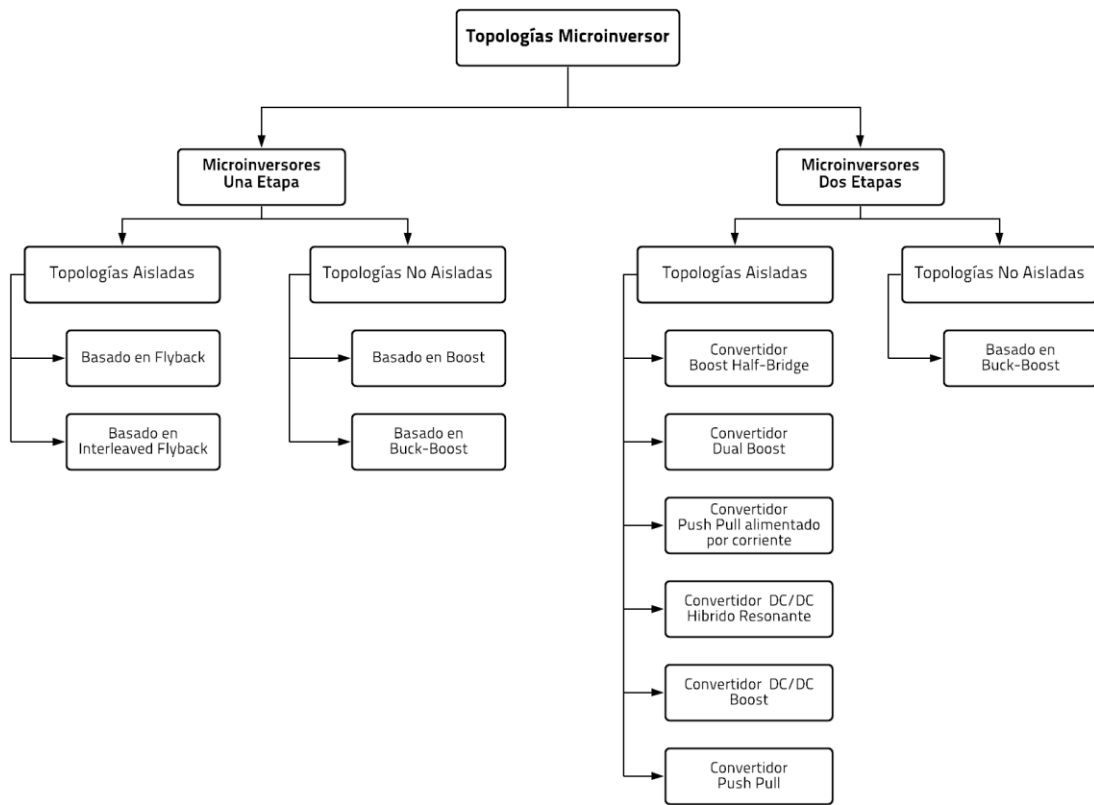 Topologías Microinversor
Microinversores
Una Etapa
Microinversores
Dos Etapas
Topologías Aisladas
Topologías No Aisladas
Topologías Aisladas
Topologías No Aisladas
Basado en Flyback
Basado en
Interleaved Flyback
Basado en Boost
Basado en
Buck-Boost
Convertidor
Boost Half-Bridge
Convertidor
Dual Boost
Convertidor
Push Pull alimentado
por corriente
Convertidor DC/DC
Hibrido Resonante
Convertidor DC/DC
Boost
Convertidor
Push Pull
Basado en
Buck-Boost